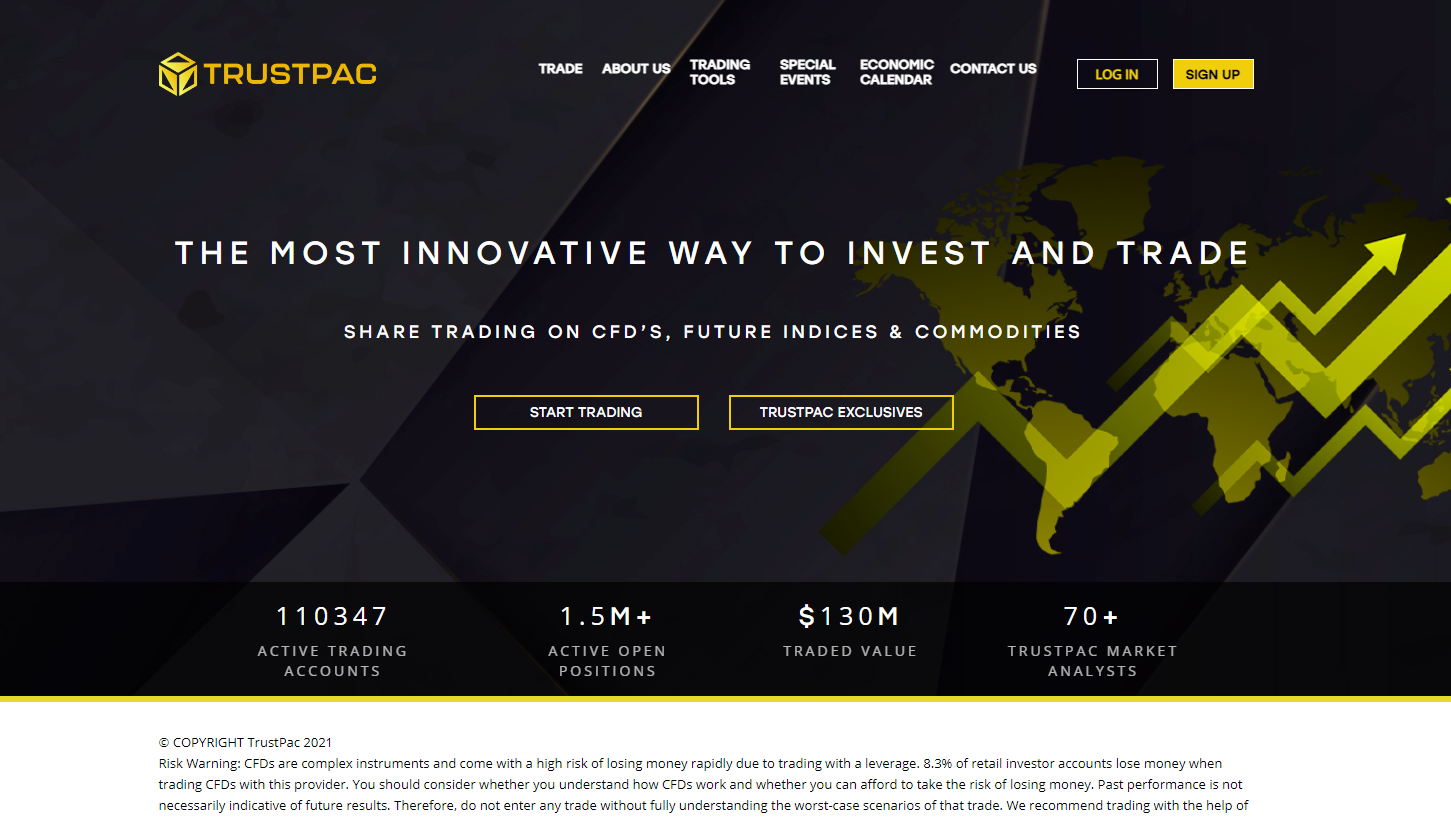 TRUSTPAC
TRADE ABOUT US TRADING TOOLS SPECIAL EVENTS ECONOMIC CALENDAR CONTACT US LOG IN SIGN UP
THE MOST INNOVATIVE WAY TO INVEST AND TRADE
SHARE TRADING ON CFD’S, FUTURE INDICES & COMMODITIES
START TRADING TRUSTPAC EXCLUSIVES
110347 1.5M+ $130M 70+
ACTIVE TRADING ACCOUNTS ACTIVE OPEN POSITIONS TRADED VALUE TRUSTPAC MARKET ANALYSTS
© COPYRIGHT TrustPac 2021
Risk Warning: CFDs are complex instruments and come with a high risk of losing money rapidly due to trading with a leverage. 8.3% of retail investor accounts lose money when
trading CFDs with this provider. You should consider whether you understand how CFDs work and whether you can afford to take the risk of losing money. Past performance is not
necessarily indicative of future results. Therefore, do not enter any trade without fully understanding the worst-case scenarios of that trade. We recommend trading with the help of